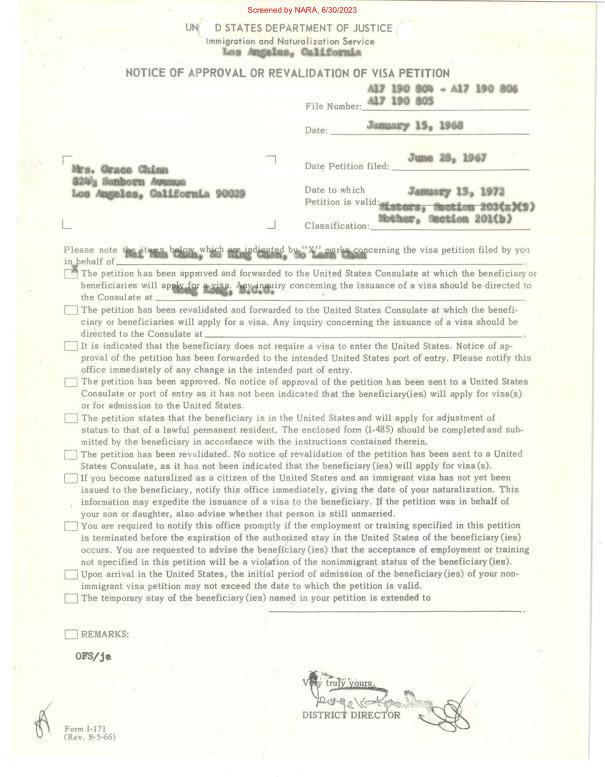 Screened by NARA, 6/30/2023
UN D STATES DEPARTMENT OF JUSTICE
Immigration and Naturalization Service
Los Angeles, California
NOTICE OF APPROVAL OR REVALIDATION OF VISA PETITION
A17 190 804 - A17 190 806
File Number: A17 190 805
Date: January 15, 1968
Mrs. Grace Chinn
824½ Sanborn Avenue
Los Angeles, California 90029
Date Petition filed: June 28, 1967
Date to which
Petition is valid: January 15, 1972
Sisters, Section 203(a)(5)
Classification: Mother, Section 201(b)
Please note the items below, which are indicated by "X" marks concerning the visa petition filed by you
in behalf of Chan, So Ming Chan, So Chan
X The petition has been approved and forwarded to the United States Consulate at which the beneficiary or
beneficiaries will apply for a visa. Any inquiry concerning the issuance of a visa should be directed to
the Consulate at Hong Kong, B.C.C.
The petition has been revalidated and forwarded to the United States Consulate at which the benefi-
ciary or beneficiaries will apply for a visa. Any inquiry concerning the issuance of a visa should be
directed to the Consulate at .
It is indicated that the beneficiary does not require a visa to enter the United States. Notice of ap-
proval of the petition has been forwarded to the intended United States port of entry. Please notify this
office immediately of any change in the intended port of entry.
The petition has been approved. No notice of approval of the petition has been sent to a United States
Consulate or port of entry as it has not been indicated that the beneficiary(ies) will apply for visa(s)
or for admission to the United States.
The petition states that the beneficiary is in the United States and will apply for adjustment of
status to that of a lawful permanent resident. The enclosed form (I-485) should be completed and sub-
mitted by the beneficiary in accordance with the instructions contained therein.
The petition has been revalidated. No notice of revalidation of the petition has been sent to a United
States Consulate, as it has not been indicated that the beneficiary (ies) will apply for visa (s).
If you become naturalized as a citizen of the United States and an immigrant visa has not yet been
issued to the beneficiary, notify this office immediately, giving the date of your naturalization. This
information may expedite the issuance of a visa to the beneficiary. If the petition was in behalf of
your son or daughter, also advise whether that person is still unmarried.
You are required to notify this office promptly if the employment or training specified in this petition
is terminated before the expiration of the authorized stay in the United States of the beneficiary (ies)
occurs. You are requested to advise the beneficiary (ies) that the acceptance of employment or training
not specified in this petition will be a violation of the nonimmigrant status of the beneficiary (ies).
Upon arrival in the United States, the initial period of admission of the beneficiary (ies) of your non-
immigrant visa petition may not exceed the date to which the petition is valid.
The temporary stay of the beneficiary(ies) named in your petition is extended to
REMARKS:
OFS/je
Very truly yours,
DISTRICT DIRECTOR
Form I-171
(Rev. 8-5-66)